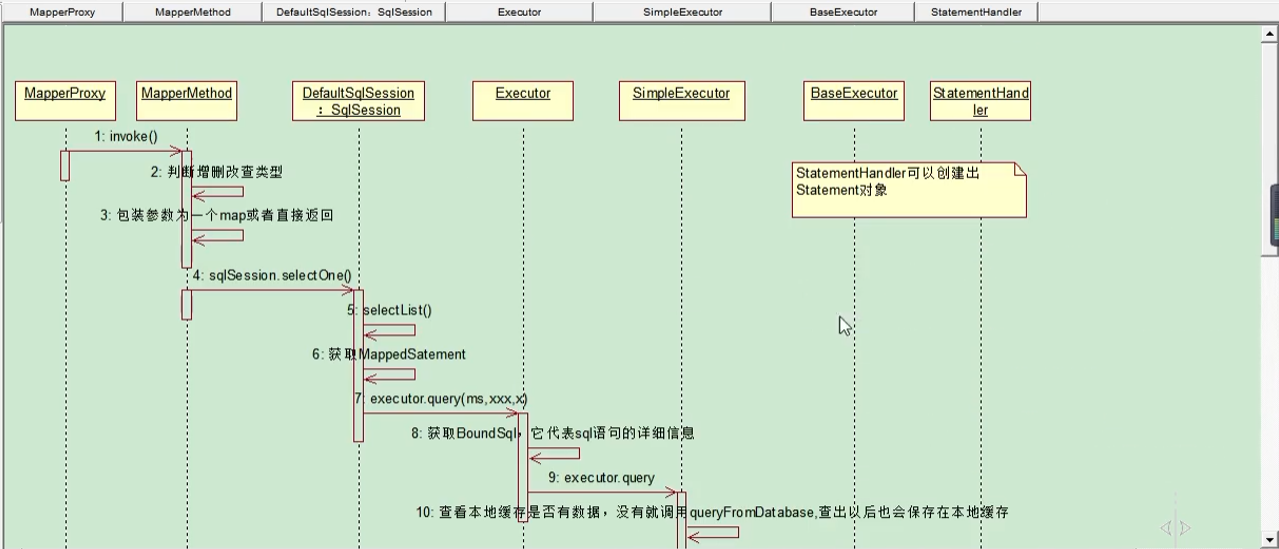 MapperProxy
MapperMethod
DefaultSqlSession：SqlSession
Executor
SimpleExecutor
BaseExecutor
StatementHandler
MapperProxy
MapperMethod
DefaultSqlSession
：SqlSession
Executor
SimpleExecutor
BaseExecutor
StatementHand
ler
1: invoke()
2: 判断增删改查类型
StatementHandler可以创建出
Statement对象
3: 包装参数为一个map或者直接返回
4: sqlSession.selectOne()
5: selectList()
6: 获取MappedSatement
7: executor.query(ms,xxx,x)
8: 获取BoundSql，它代表sql语句的详细信息
9: executor.query
10: 查看本地缓存是否有数据，没有就调用queryFromDatabase,查出以后也会保存在本地缓存